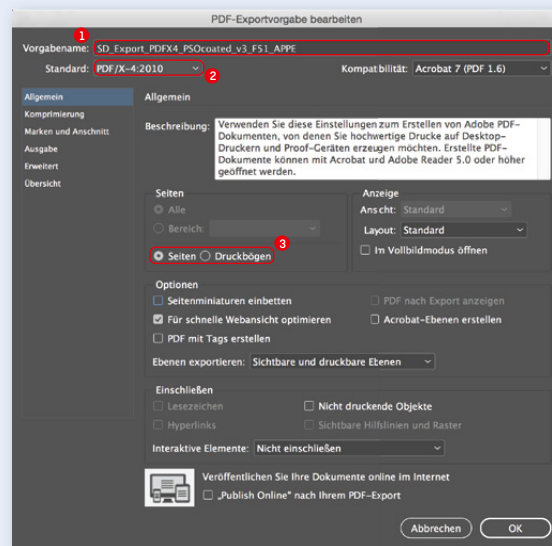 PDF-Exportvorgabe bearbeiten
1
Vorgabename: SD_Export_PDFX4_PSOcoated_v3_F51_APPE
Standard: PDF/X-4:2010
2
Kompatibilität: Acrobat 7 (PDF 1.6)
Allgemein
Komprimierung
Marken und Anschnitt
Ausgabe
Erweitert
Übersicht
Allgemein
Beschreibung: Verwenden Sie diese Einstellungen zum Erstellen von Adobe PDF-
Dokumenten, von denen Sie hochwertige Drucke auf Desktop-
Druckern und Proof-Geräten erzeugen möchten. Erstellte PDF-
Dokumente können mit Acrobat und Adobe Reader 5.0 oder höher
geöffnet werden.
Seiten
Alle
Bereich:
3
Seiten Druckbögen
Anzeige
Ansicht: Standard
Layout: Standard
Im Vollbildmodus öffnen
Optionen
Seitenminiaturen einbetten
PDF nach Export anzeigen
Für schnelle Webansicht optimieren
Acrobat-Ebenen erstellen
PDF mit Tags erstellen
Ebenen exportieren: Sichtbare und druckbare Ebenen
Einschließen
Lesezeichen
Nicht druckende Objekte
Hyperlinks
Sichtbare Hilfslinien und Raster
Interaktive Elemente: Nicht einschließen
Veröffentlichen Sie Ihre Dokumente online im Internet
„Publish Online" nach Ihrem PDF-Export
Abbrechen
OK